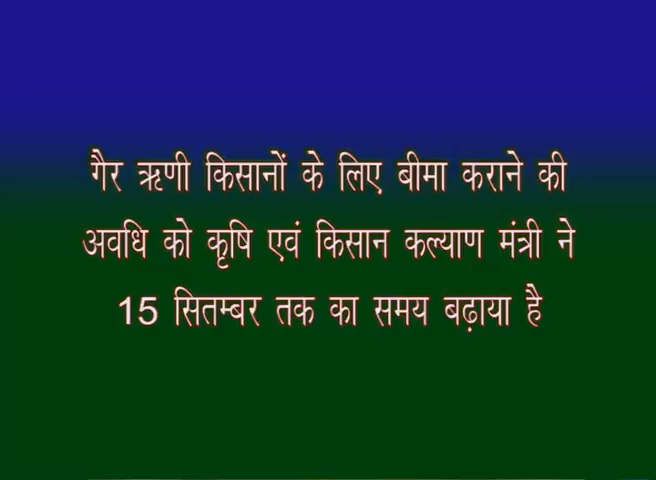 गैर ऋणी किसानों के लिए बीमा कराने की
अवधि को कृषि एवं किसान कल्याण मंत्री ने
15 सितम्बर तक का समय बढ़ाया है